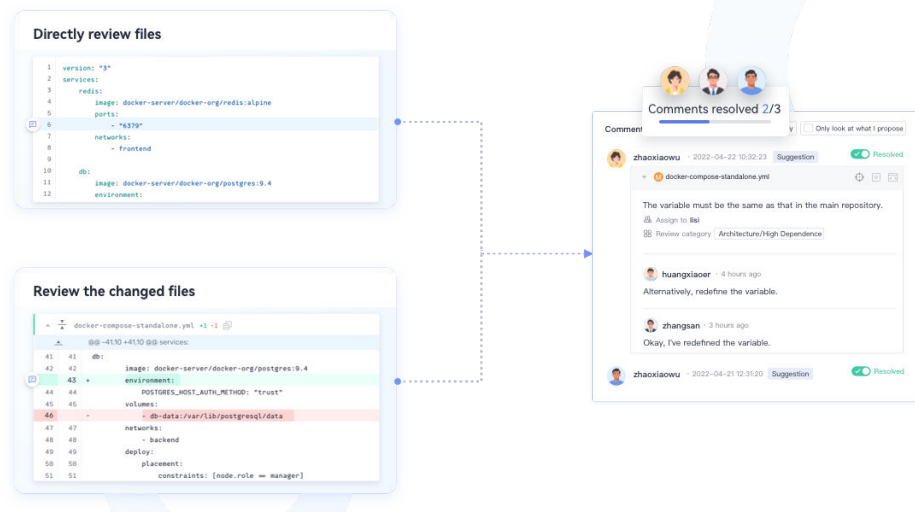 Directly review files
1 version: "3"
2 services:
3 redis:
4 image: docker-server/docker-org/redis:alpine
5 ports:
6 - "6379"
7 networks:
8 - frontend
9
10 db:
11 image: docker-server/docker-org/postgres:9.4
12 environment:
Review the changed files
docker-compose-standalone.yml +1 -1
@@ -41,10 +41,10 @@ services:
41 41 db:
42 42 image: docker-server/docker-org/postgres:9.4
43 + environment:
44 44 POSTGRES_HOST_AUTH_METHOD: "trust"
45 45 volumes:
46 - - db-data:/var/lib/postgresql/data
47 47 networks:
48 48 - backend
49 49 deploy:
50 50 placement:
51 51 constraints: [node.role == manager]
Comments resolved 2/3
Comment
y Only look at what I propose
zhaoxiaowu · 2022-04-22 10:32:23 Suggestion Resolved
docker-compose-standalone.yml
The variable must be the same as that in the main repository.
Assign to lisi
Review category Architecture/High Dependence
huangxiaoer · 4 hours ago
Alternatively, redefine the variable.
zhangsan · 3 hours ago
Okay, I've redefined the variable.
zhaoxiaowu · 2022-04-21 12:31:20 Suggestion Resolved